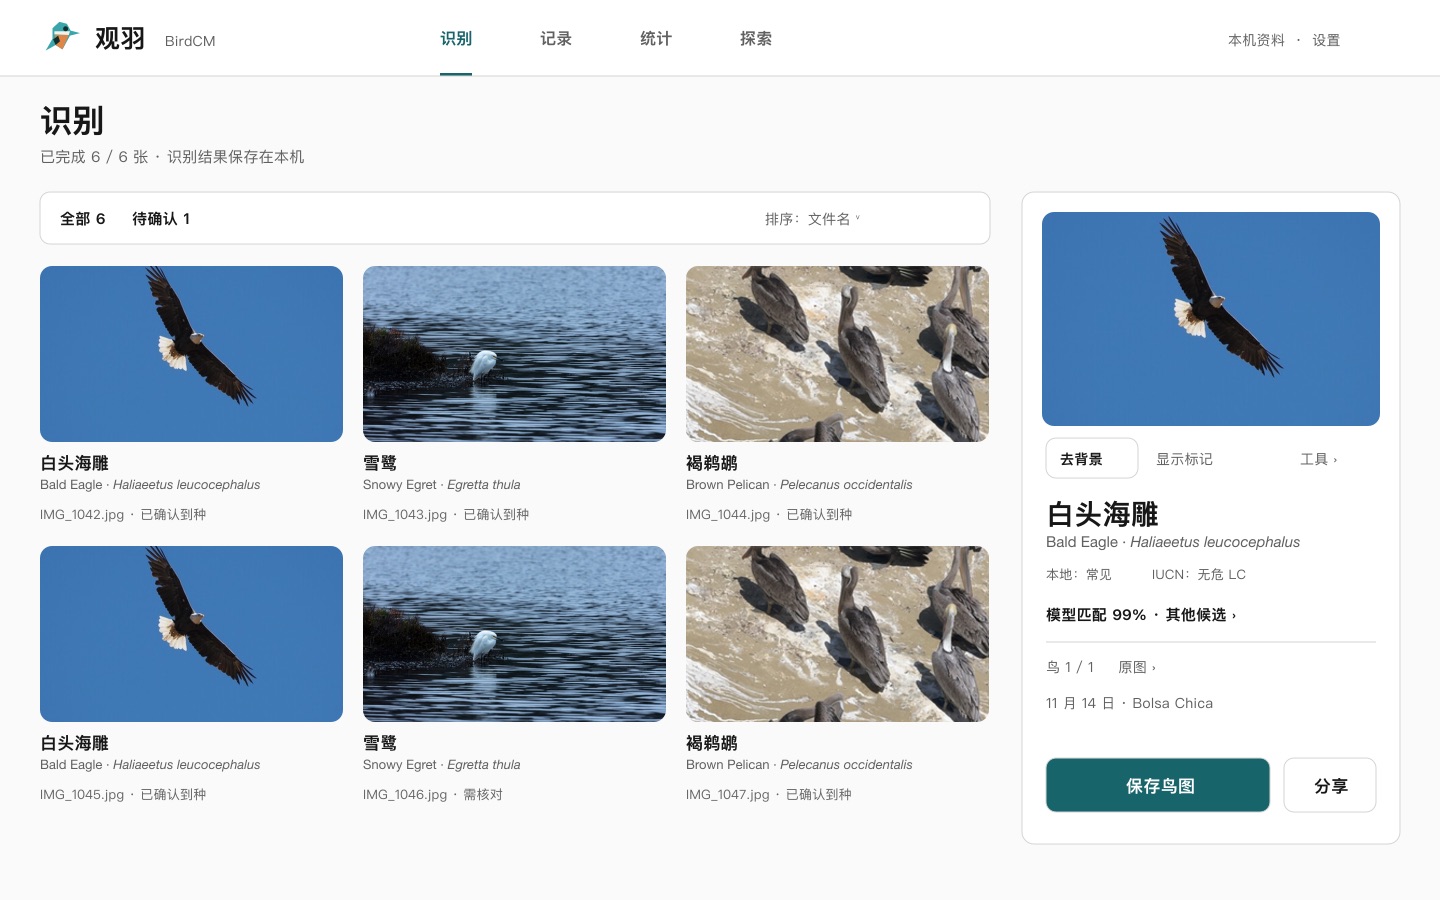 观羽 BirdCM 识别 记录 统计 探索 本机资料 · 设置
识别
已完成 6 / 6 张 · 识别结果保存在本机
全部 6 待确认 1 排序：文件名 ˅
白头海雕
Bald Eagle · Haliaeetus leucocephalus
IMG_1042.jpg · 已确认到种
雪鹭
Snowy Egret · Egretta thula
IMG_1043.jpg · 已确认到种
褐鹈鹕
Brown Pelican · Pelecanus occidentalis
IMG_1044.jpg · 已确认到种
白头海雕
Bald Eagle · Haliaeetus leucocephalus
IMG_1045.jpg · 已确认到种
雪鹭
Snowy Egret · Egretta thula
IMG_1046.jpg · 需核对
褐鹈鹕
Brown Pelican · Pelecanus occidentalis
IMG_1047.jpg · 已确认到种
去背景 显示标记 工具 ›
白头海雕
Bald Eagle · Haliaeetus leucocephalus
本地：常见 IUCN：无危 LC
模型匹配 99% · 其他候选 ›
鸟 1 / 1 原图 ›
11 月 14 日 · Bolsa Chica
保存鸟图 分享